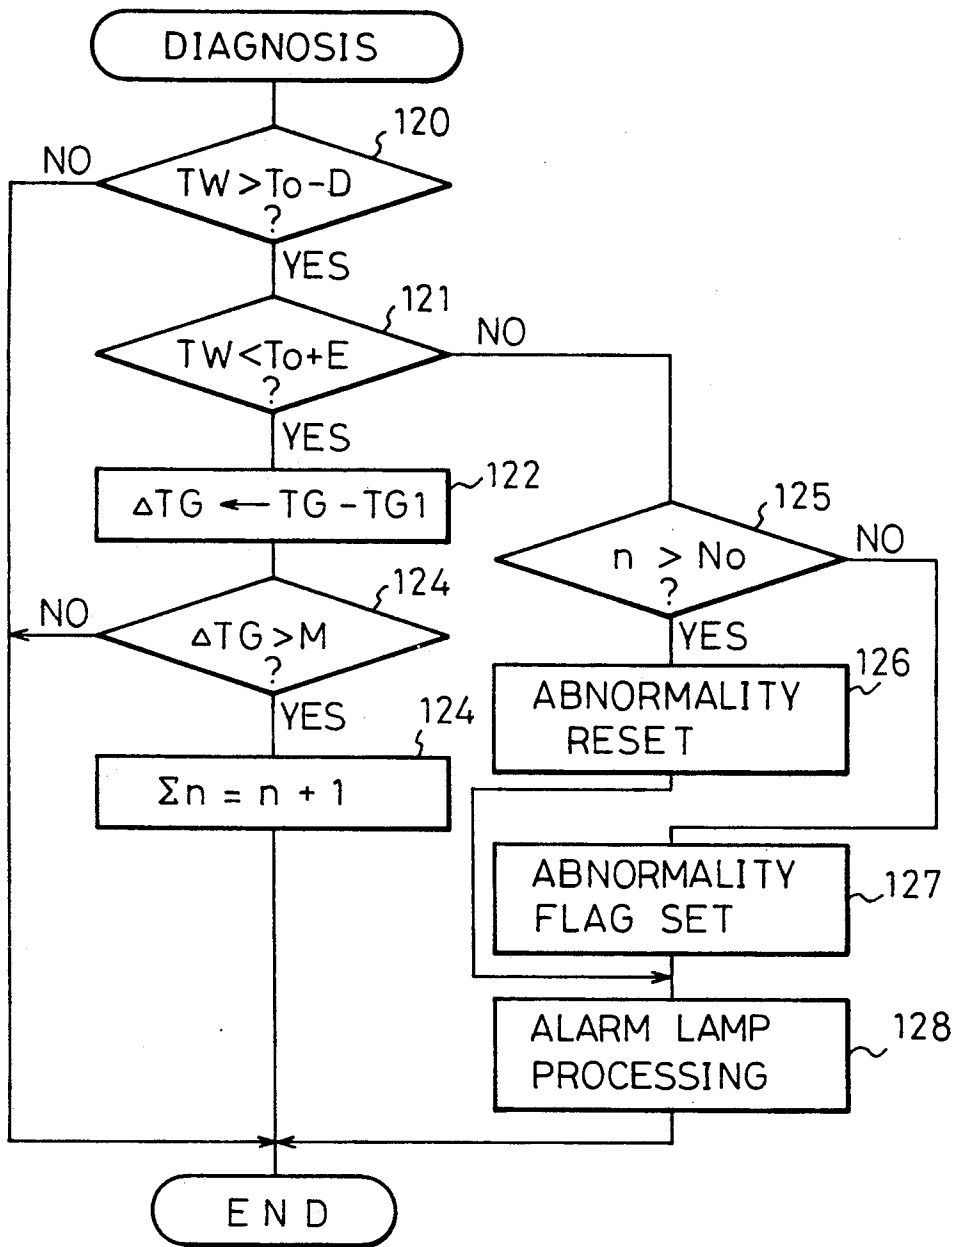 DIAGNOSIS
120
NO
TW>To-D
?
YES
121
NO
TW<To+E
?
YES
122
ΔTG ← TG-TG1
124
NO
ΔTG>M
?
YES
124
Σn = n + 1
125
NO
n > No
?
YES
126
ABNORMALITY
RESET
127
ABNORMALITY
FLAG SET
128
ALARM LAMP
PROCESSING
END